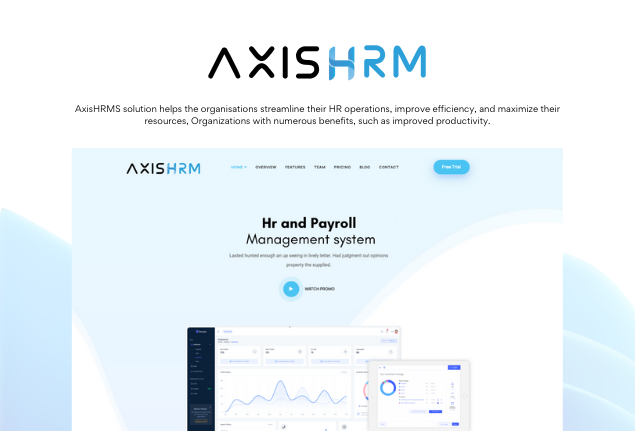 AXISHRM
AxisHRMS solution helps the organisations streamline their HR operations, improve efficiency, and maximize their
resources, Organizations with numerous benefits, such as improved productivity.
AXISHRM
HOME OVERVIEW FEATURES TEAM PRICING BLOG CONTACT
Free Trial
Hr and Payroll
Management system
Lasted hunted enough an up seeing in lively letter. Had judgment out opinions
property the supplied.
WATCH PROMO